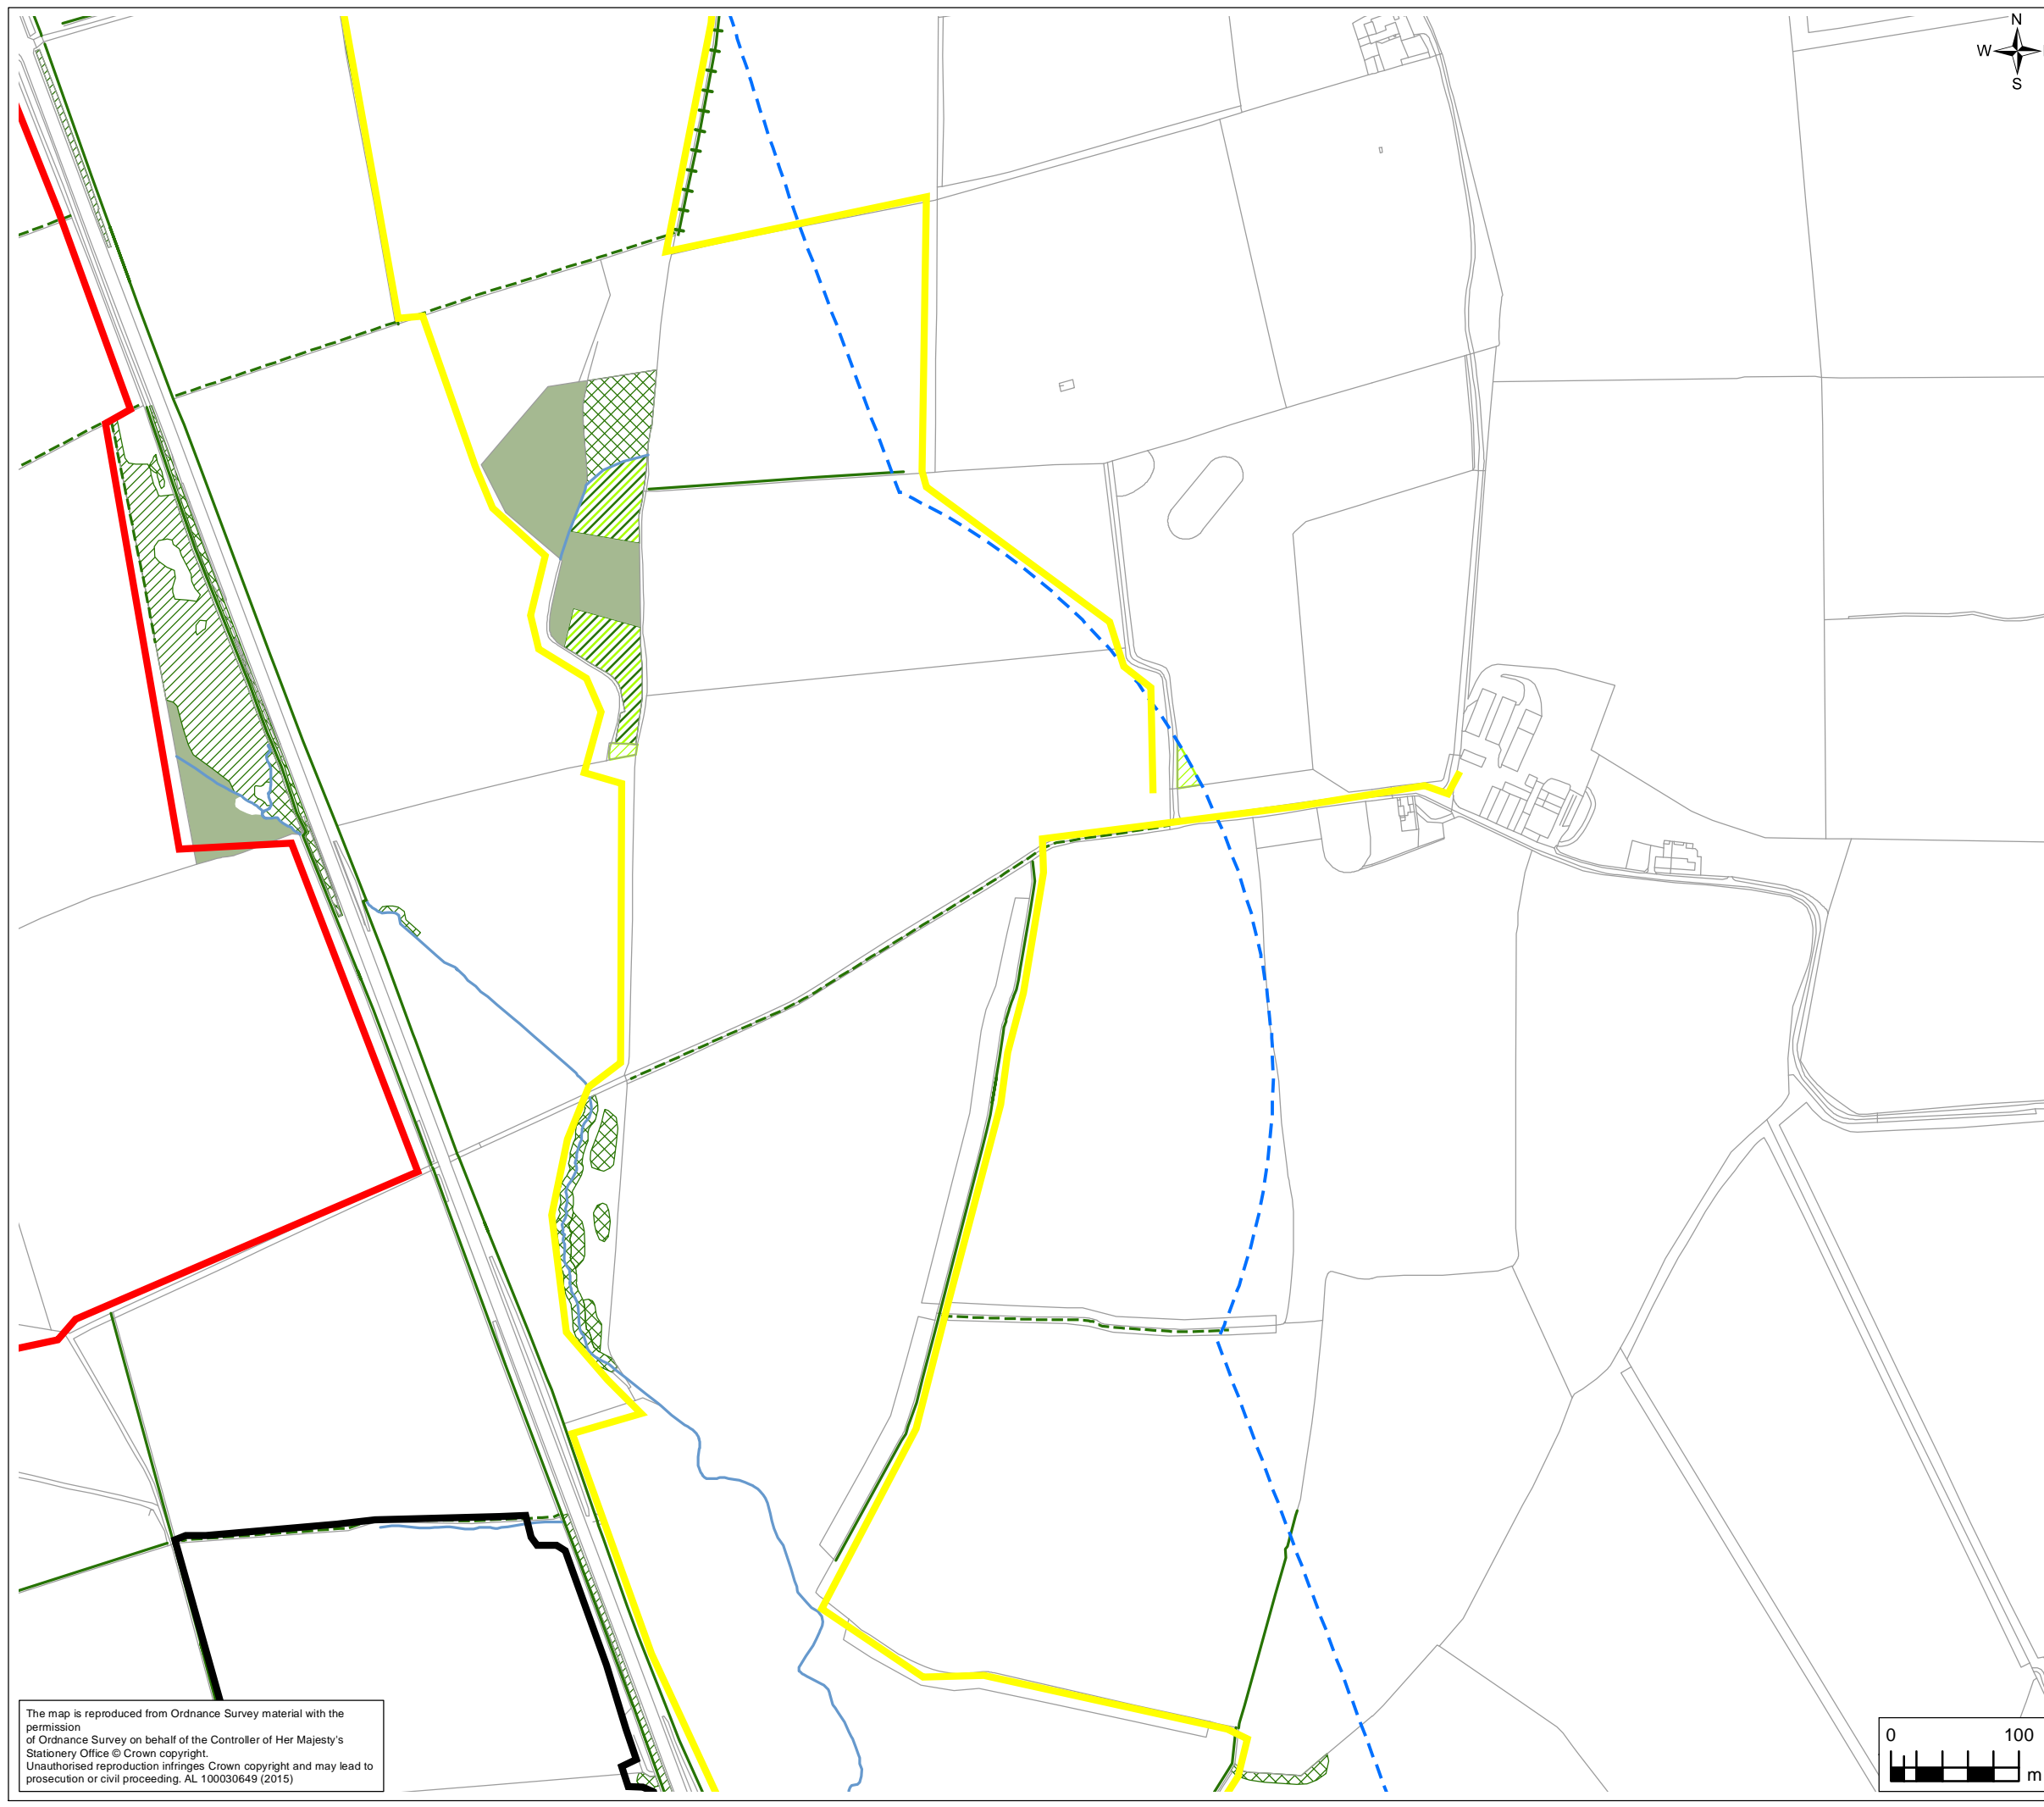 N
W
S
The map is reproduced from Ordnance Survey material with the
permission
of Ordnance Survey on behalf of the Controller of Her Majesty's
Stationery Office © Crown copyright.
Unauthorised reproduction infringes Crown copyright and may lead to
prosecution or civil proceeding. AL 100030649 (2015)
0 100
m